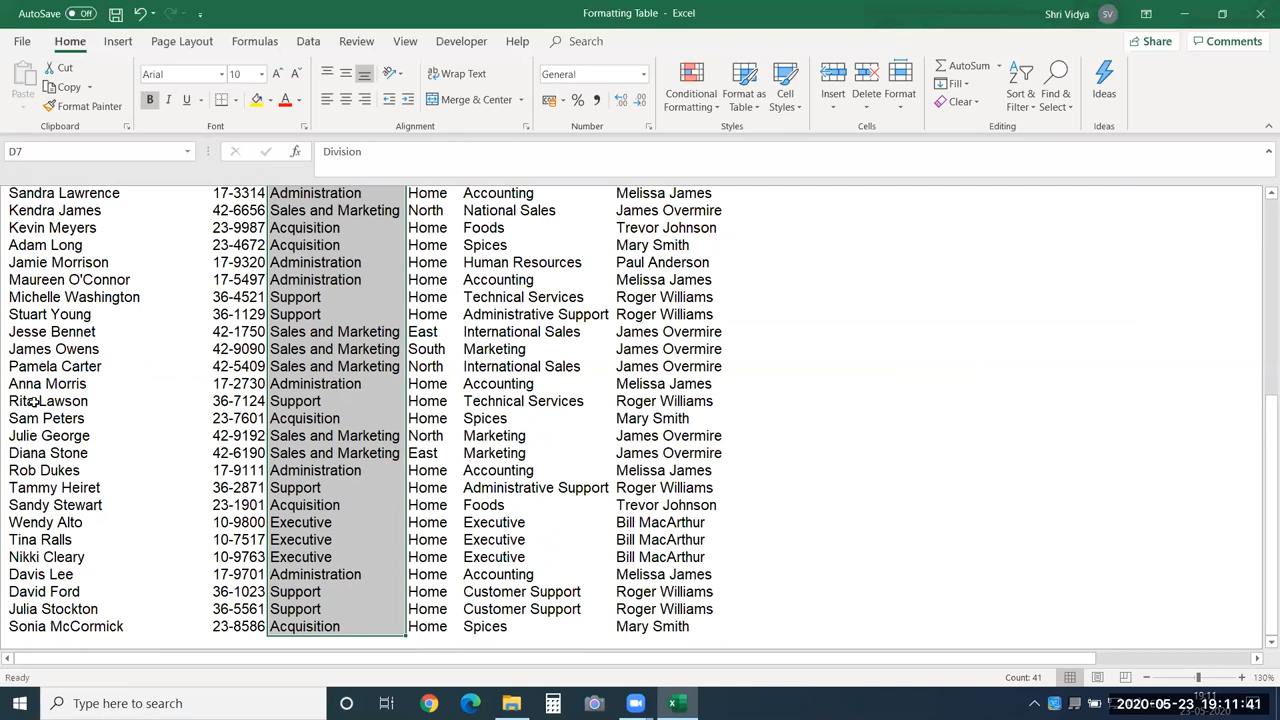 AutoSave Off Formatting Table - Excel Shri Vidya SV
File Home Insert Page Layout Formulas Data Review View Developer Help Search Share Comments
Paste Cut Copy Format Painter Clipboard
Arial 10 B I U Font
Wrap Text Merge & Center Alignment
General % Number
Conditional Formatting Format as Table Cell Styles Styles
Insert Delete Format Cells
AutoSum Fill Clear Sort & Filter Find & Select Editing
Ideas Ideas
D7 fx Division
Sandra Lawrence 17-3314 Administration Home Accounting Melissa James
Kendra James 42-6656 Sales and Marketing North National Sales James Overmire
Kevin Meyers 23-9987 Acquisition Home Foods Trevor Johnson
Adam Long 23-4672 Acquisition Home Spices Mary Smith
Jamie Morrison 17-9320 Administration Home Human Resources Paul Anderson
Maureen O'Connor 17-5497 Administration Home Accounting Melissa James
Michelle Washington 36-4521 Support Home Technical Services Roger Williams
Stuart Young 36-1129 Support Home Administrative Support Roger Williams
Jesse Bennet 42-1750 Sales and Marketing East International Sales James Overmire
James Owens 42-9090 Sales and Marketing South Marketing James Overmire
Pamela Carter 42-5409 Sales and Marketing North International Sales James Overmire
Anna Morris 17-2730 Administration Home Accounting Melissa James
Rita Lawson 36-7124 Support Home Technical Services Roger Williams
Sam Peters 23-7601 Acquisition Home Spices Mary Smith
Julie George 42-9192 Sales and Marketing North Marketing James Overmire
Diana Stone 42-6190 Sales and Marketing East Marketing James Overmire
Rob Dukes 17-9111 Administration Home Accounting Melissa James
Tammy Heiret 36-2871 Support Home Administrative Support Roger Williams
Sandy Stewart 23-1901 Acquisition Home Foods Trevor Johnson
Wendy Alto 10-9800 Executive Home Executive Bill MacArthur
Tina Ralls 10-7517 Executive Home Executive Bill MacArthur
Nikki Cleary 10-9763 Executive Home Executive Bill MacArthur
Davis Lee 17-9701 Administration Home Accounting Melissa James
David Ford 36-1023 Support Home Customer Support Roger Williams
Julia Stockton 36-5561 Support Home Customer Support Roger Williams
Sonia McCormick 23-8586 Acquisition Home Spices Mary Smith
Ready Count: 41 130%
Type here to search 19:11
2020-05-23 19:11:41
23-05-2020